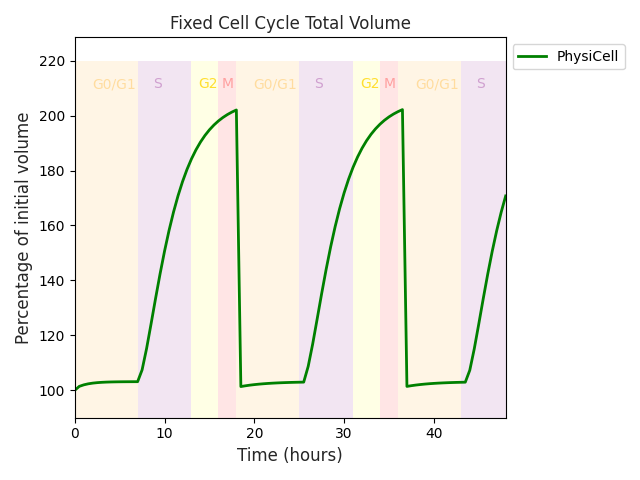 Fixed Cell Cycle Total Volume
PhysiCell
Percentage of initial volume
220
200
180
160
140
120
100
G0/G1 S G2 M G0/G1 S G2 M G0/G1 S
0 10 20 30 40
Time (hours)